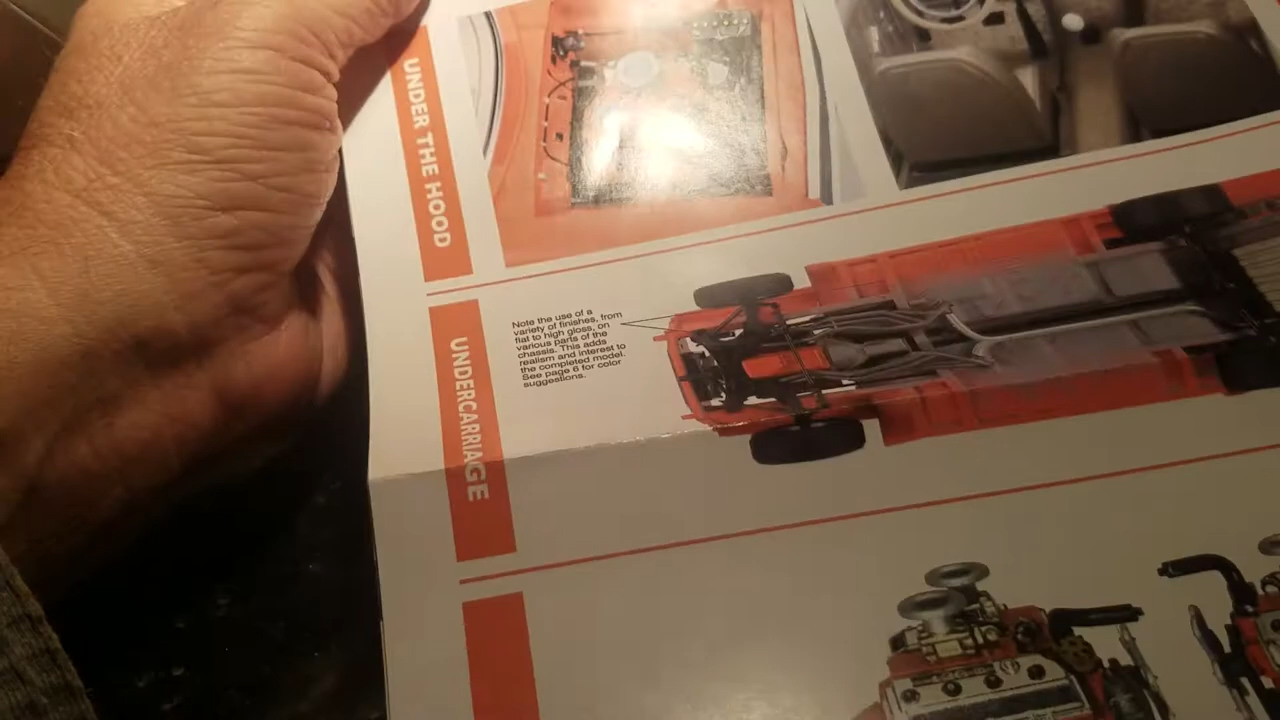 UNDER THE HOOD
UNDERCARRIAGE
Note the use of a
variety of finishes, from
flat to high gloss, on
various parts of the
chassis. This adds
realism and interest to
the completed model.
See page 6 for color
suggestions.